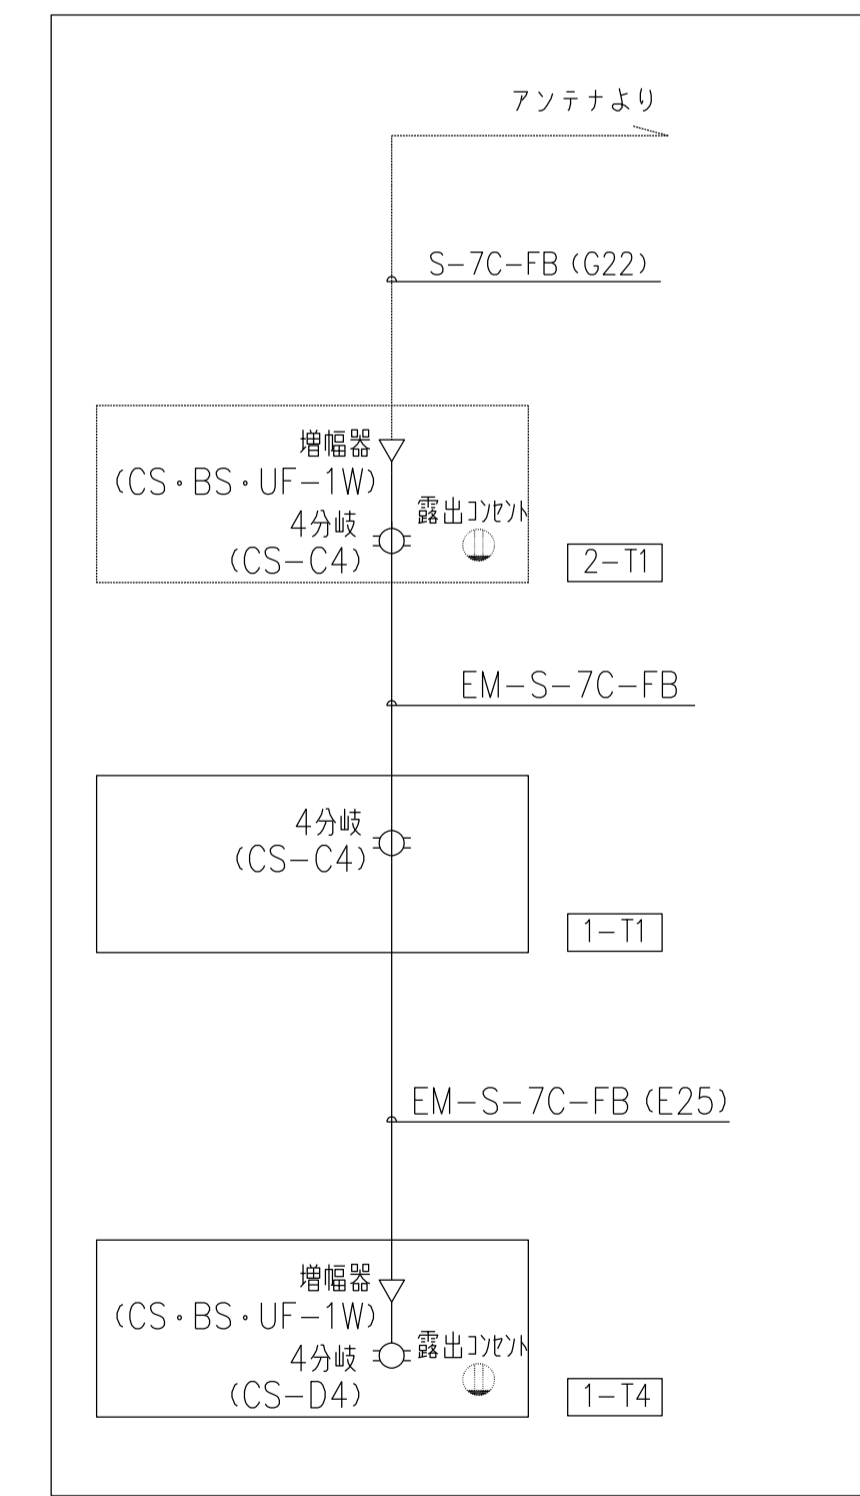 アンテナより
S-7C-FB (G22)
増幅器
(CS・BS・UF-1W)
4分岐
(CS-C4)
露出コンセント
2-T1
EM-S-7C-FB
4分岐
(CS-C4)
1-T1
EM-S-7C-FB (E25)
増幅器
(CS・BS・UF-1W)
4分岐
(CS-D4)
露出コンセント
1-T4